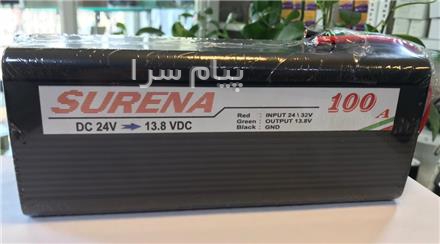 پیام سرا
SURENA
100 A
DC 24V → 13.8 VDC
Red : INPUT 24 \ 32V
Green : OUTPUT 13.8V
Black : GND